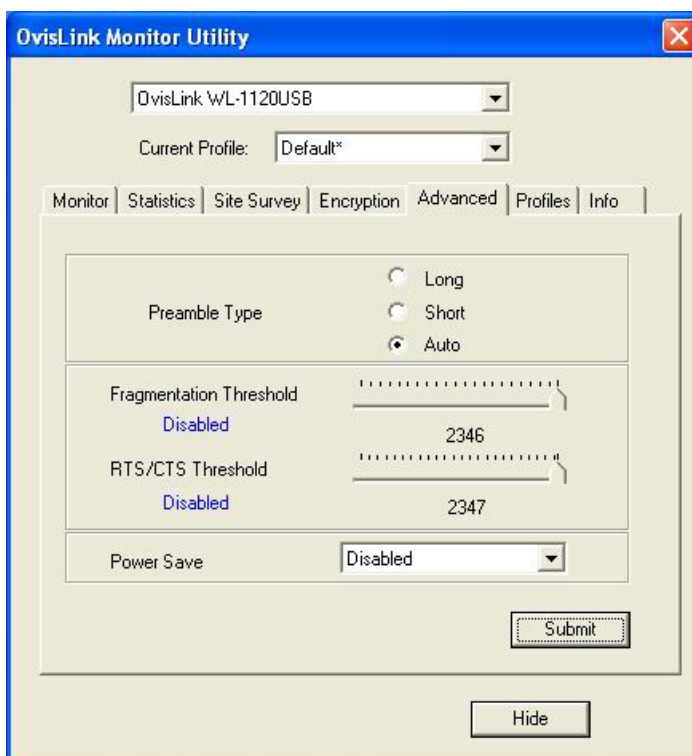 OvisLink Monitor Utility
OvisLink WL-1120USB
Current Profile: Default*
Monitor Statistics Site Survey Encryption Advanced Profiles Info
Preamble Type
Long
Short
Auto
Fragmentation Threshold
Disabled
2346
RTS/CTS Threshold
Disabled
2347
Power Save Disabled
Submit
Hide